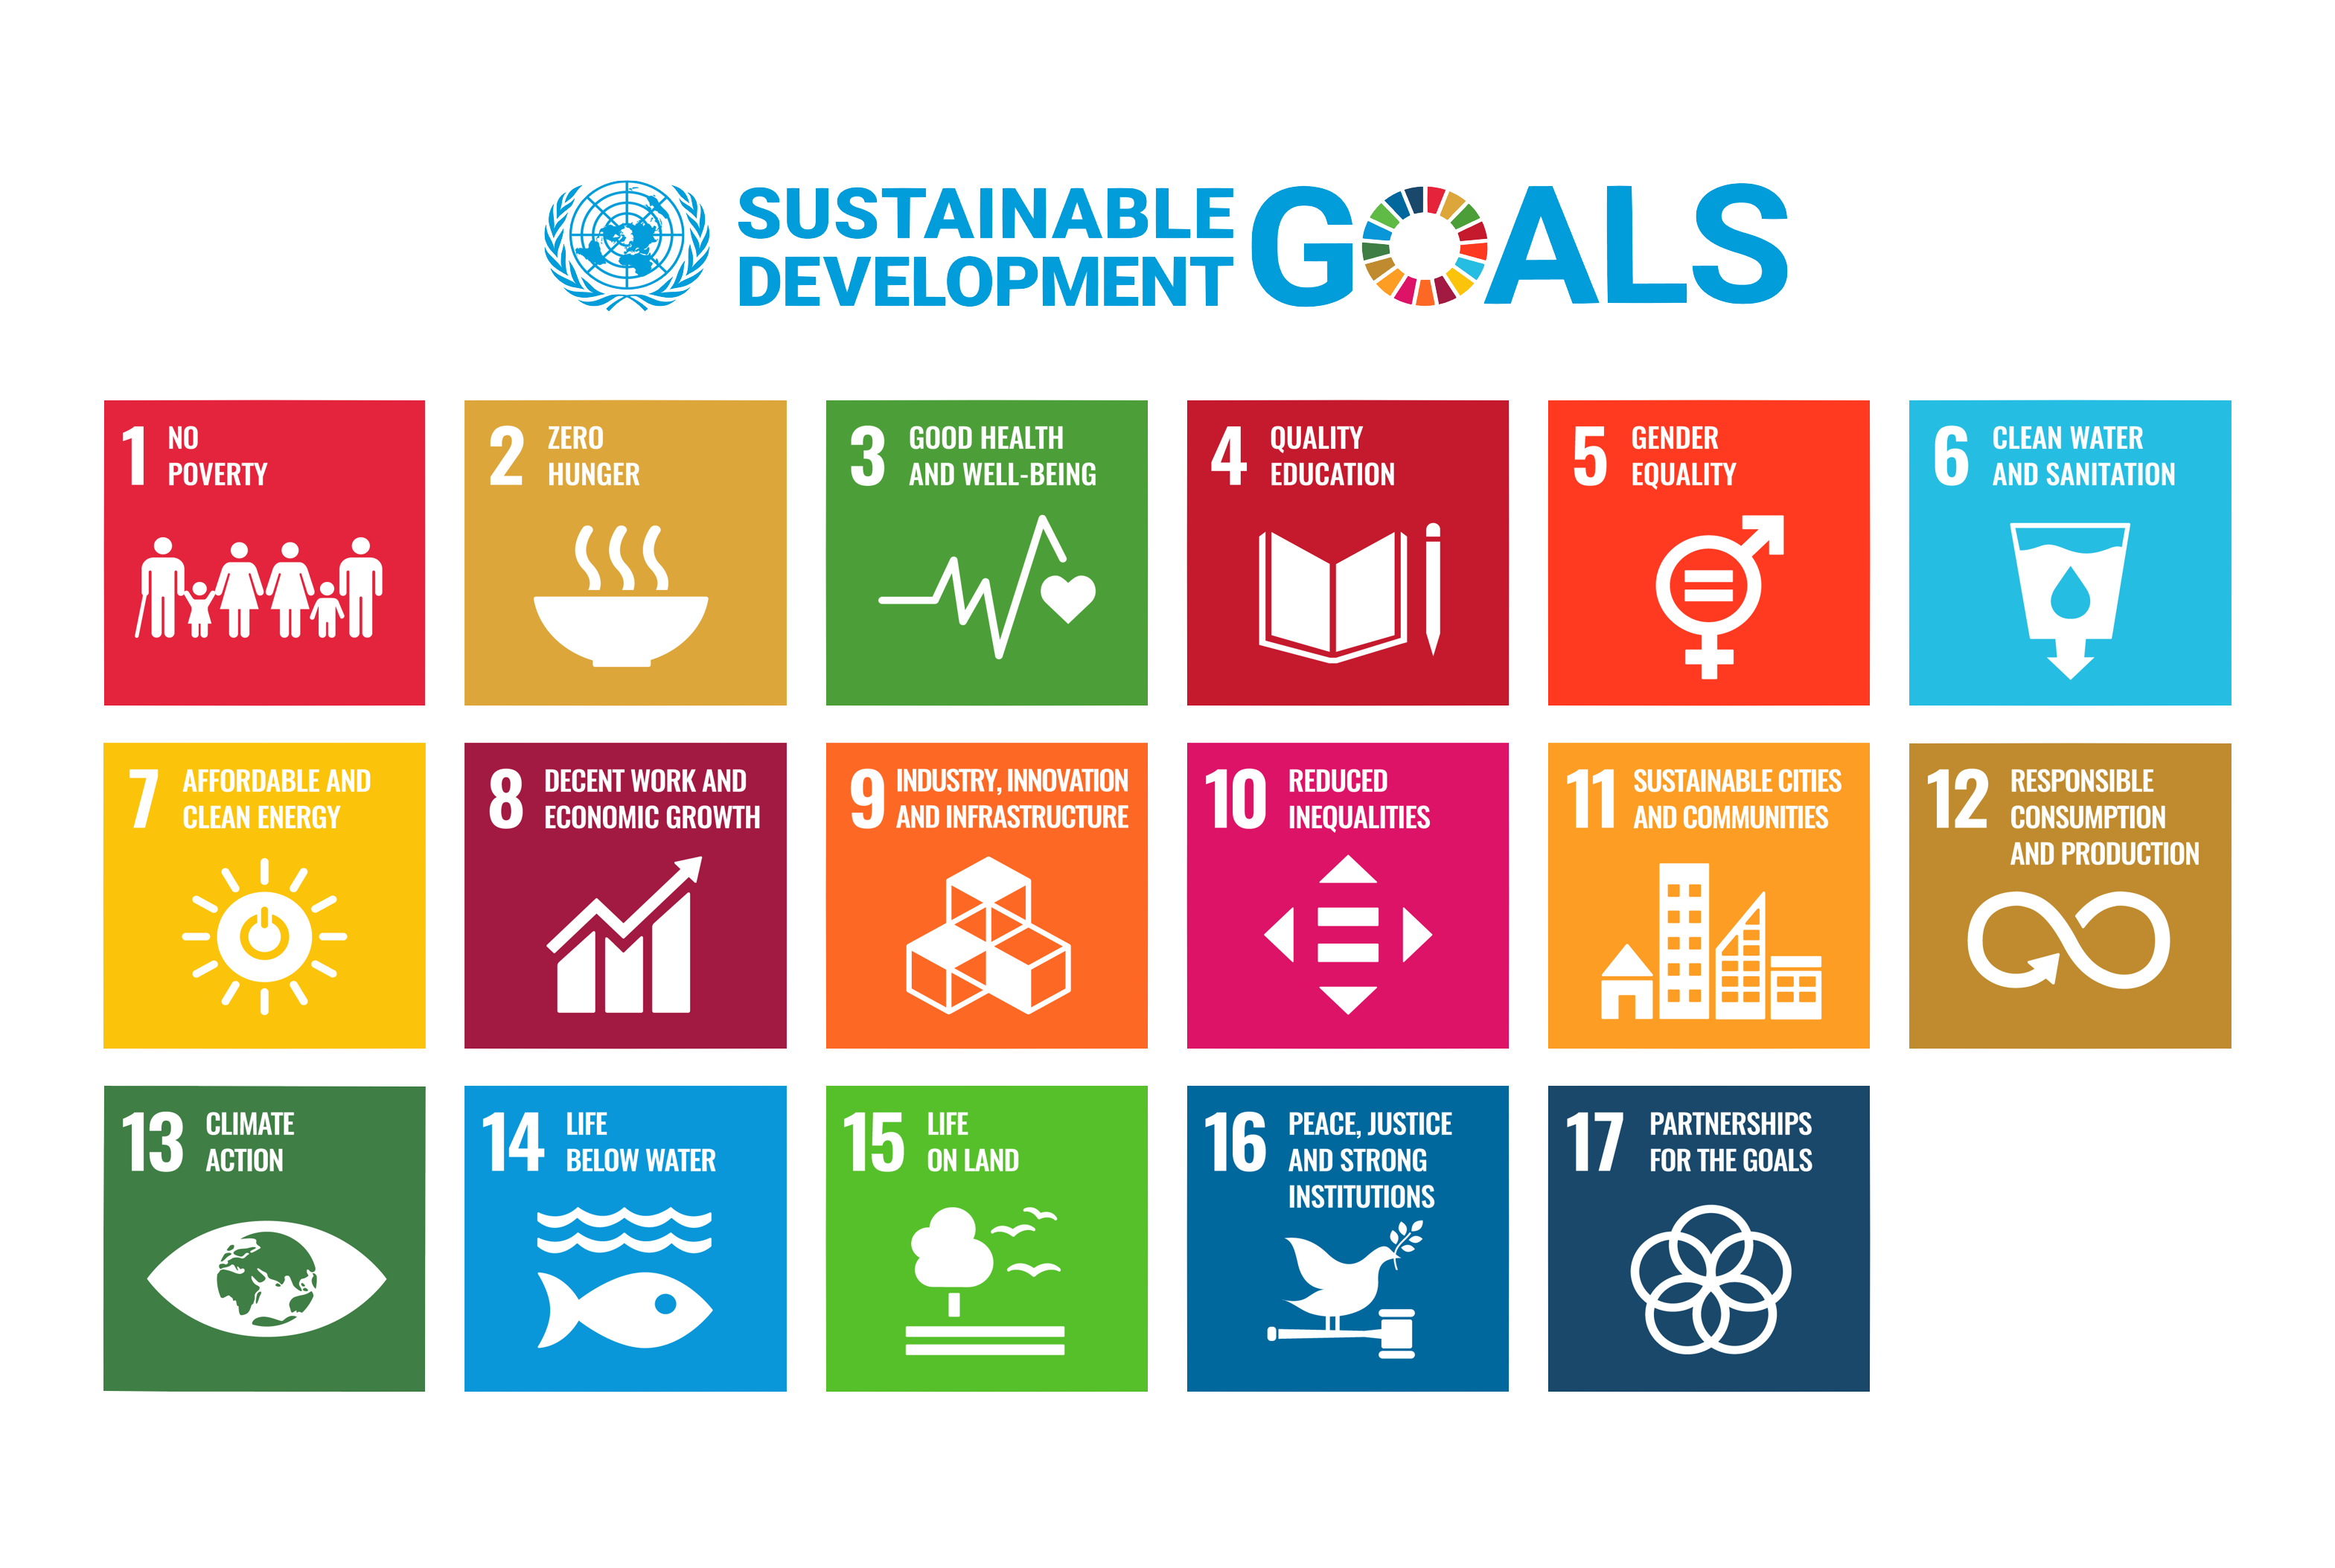 SUSTAINABLE
DEVELOPMENT
GOALS
1 NO
POVERTY
2 ZERO
HUNGER
3 GOOD HEALTH
AND WELL-BEING
4 QUALITY
EDUCATION
5 GENDER
EQUALITY
6 CLEAN WATER
AND SANITATION
7 AFFORDABLE AND
CLEAN ENERGY
8 DECENT WORK AND
ECONOMIC GROWTH
9 INDUSTRY, INNOVATION
AND INFRASTRUCTURE
10 REDUCED
INEQUALITIES
11 SUSTAINABLE CITIES
AND COMMUNITIES
12 RESPONSIBLE
CONSUMPTION
AND PRODUCTION
13 CLIMATE
ACTION
14 LIFE
BELOW WATER
15 LIFE
ON LAND
16 PEACE, JUSTICE
AND STRONG
INSTITUTIONS
17 PARTNERSHIPS
FOR THE GOALS